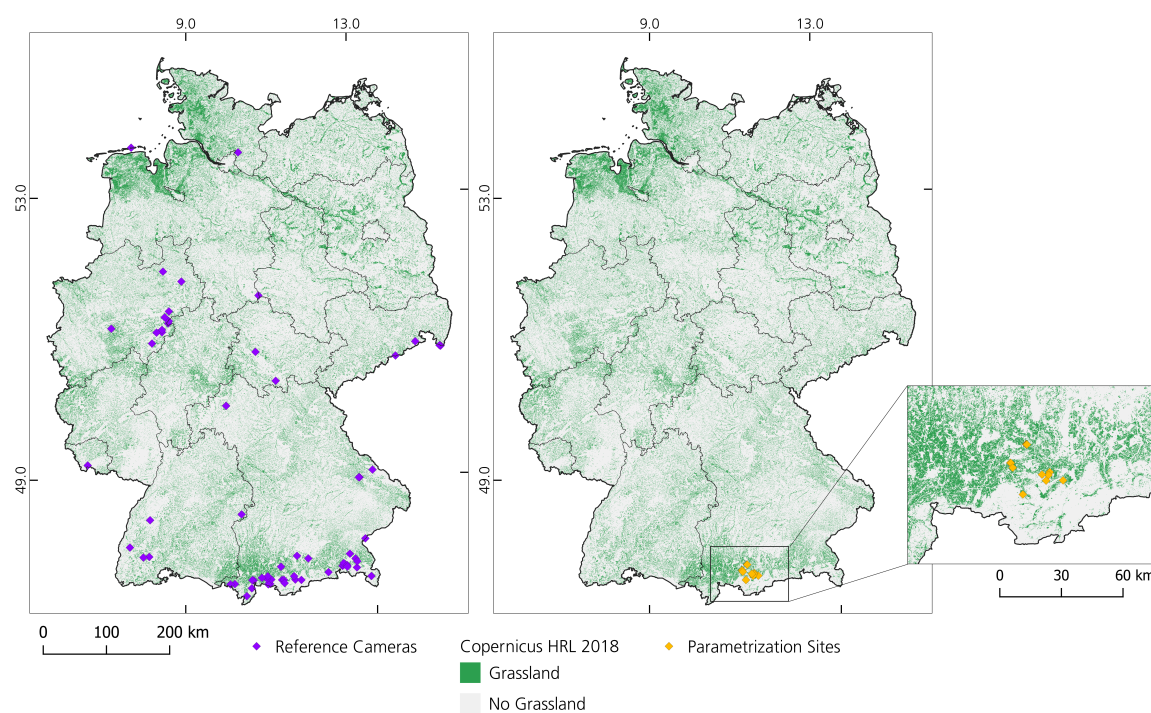 9.0 13.0 9.0 13.0
53.0 53.0
49.0 49.0
0 30 60 km
0 100 200 km
Reference Cameras
Copernicus HRL 2018
Grassland
No Grassland
Parametrization Sites